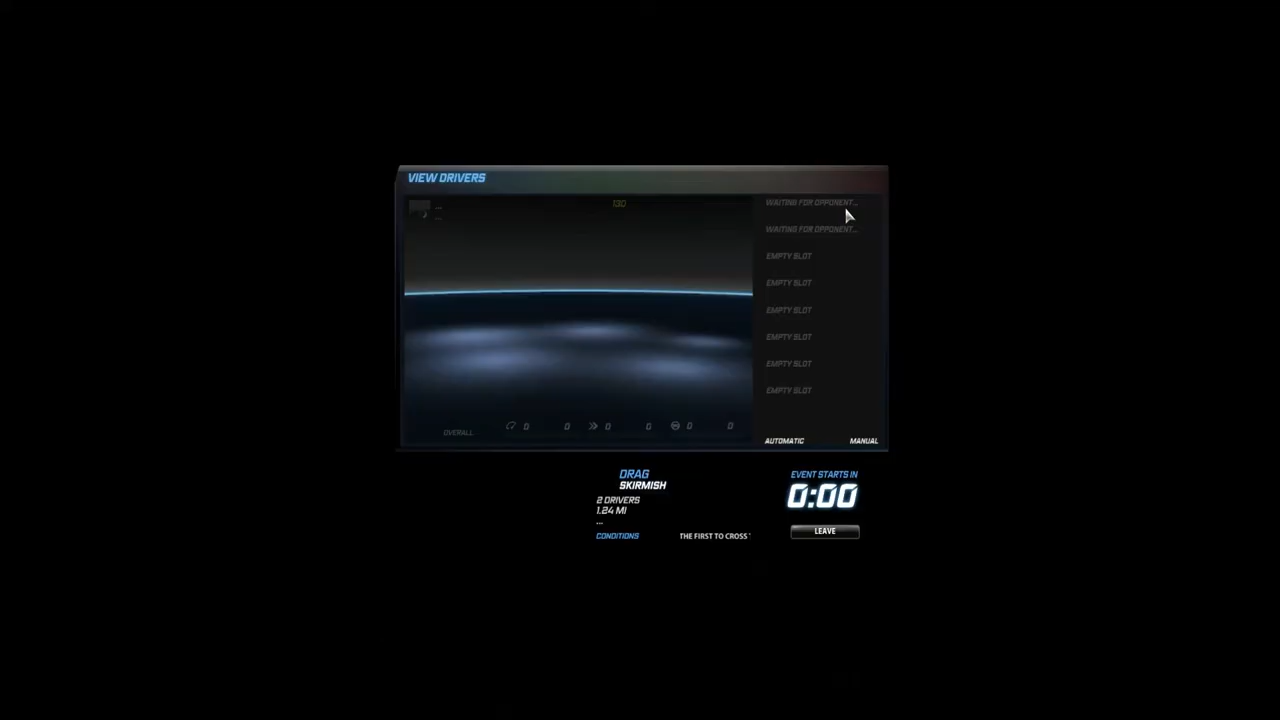 VIEW DRIVERS
...
...
130
WAITING FOR OPPONENT...
WAITING FOR OPPONENT...
EMPTY SLOT
EMPTY SLOT
EMPTY SLOT
EMPTY SLOT
EMPTY SLOT
EMPTY SLOT
OVERALL 0 0 0 0 0 0
AUTOMATIC MANUAL
DRAG
SKIRMISH
2 DRIVERS
1.24 MI
...
CONDITIONS THE FIRST TO CROSS
EVENT STARTS IN
0:00
LEAVE